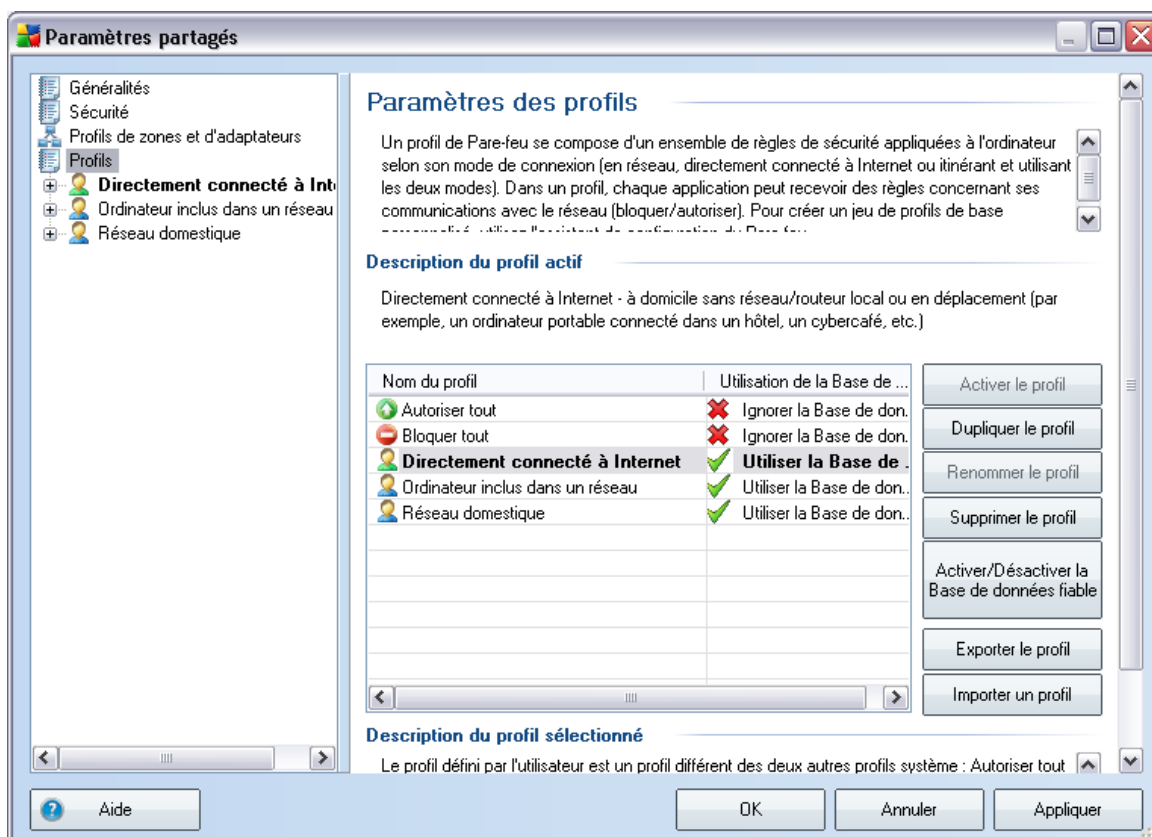 Paramètres partagés
Généralités
Sécurité
Profils de zones et d'adaptateurs
Profils
Directement connecté à Inte
Ordinateur inclus dans un réseau
Réseau domestique
Paramètres des profils
Un profil de Pare-feu se compose d'un ensemble de règles de sécurité appliquées à l'ordinateur
selon son mode de connexion (en réseau, directement connecté à Internet ou itinérant et utilisant
les deux modes). Dans un profil, chaque application peut recevoir des règles concernant ses
communications avec le réseau (bloquer/autoriser). Pour créer un jeu de profils de base
personnalisé, utilisez l'assistant de configuration du Pare-feu
Description du profil actif
Directement connecté à Internet - à domicile sans réseau/routeur local ou en déplacement (par
exemple, un ordinateur portable connecté dans un hôtel, un cybercafé, etc.)
Nom du profil
Utilisation de la Base de ...
Autoriser tout
Ignorer la Base de don.
Bloquer tout
Ignorer la Base de don.
Directement connecté à Internet
Utiliser la Base de .
Ordinateur inclus dans un réseau
Utiliser la Base de don..
Réseau domestique
Utiliser la Base de don..
Activer le profil
Dupliquer le profil
Renommer le profil
Supprimer le profil
Activer/Désactiver la
Base de données fiable
Exporter le profil
Importer un profil
Description du profil sélectionné
Le profil défini par l'utilisateur est un profil différent des deux autres profils système : Autoriser tout
Aide
OK
Annuler
Appliquer